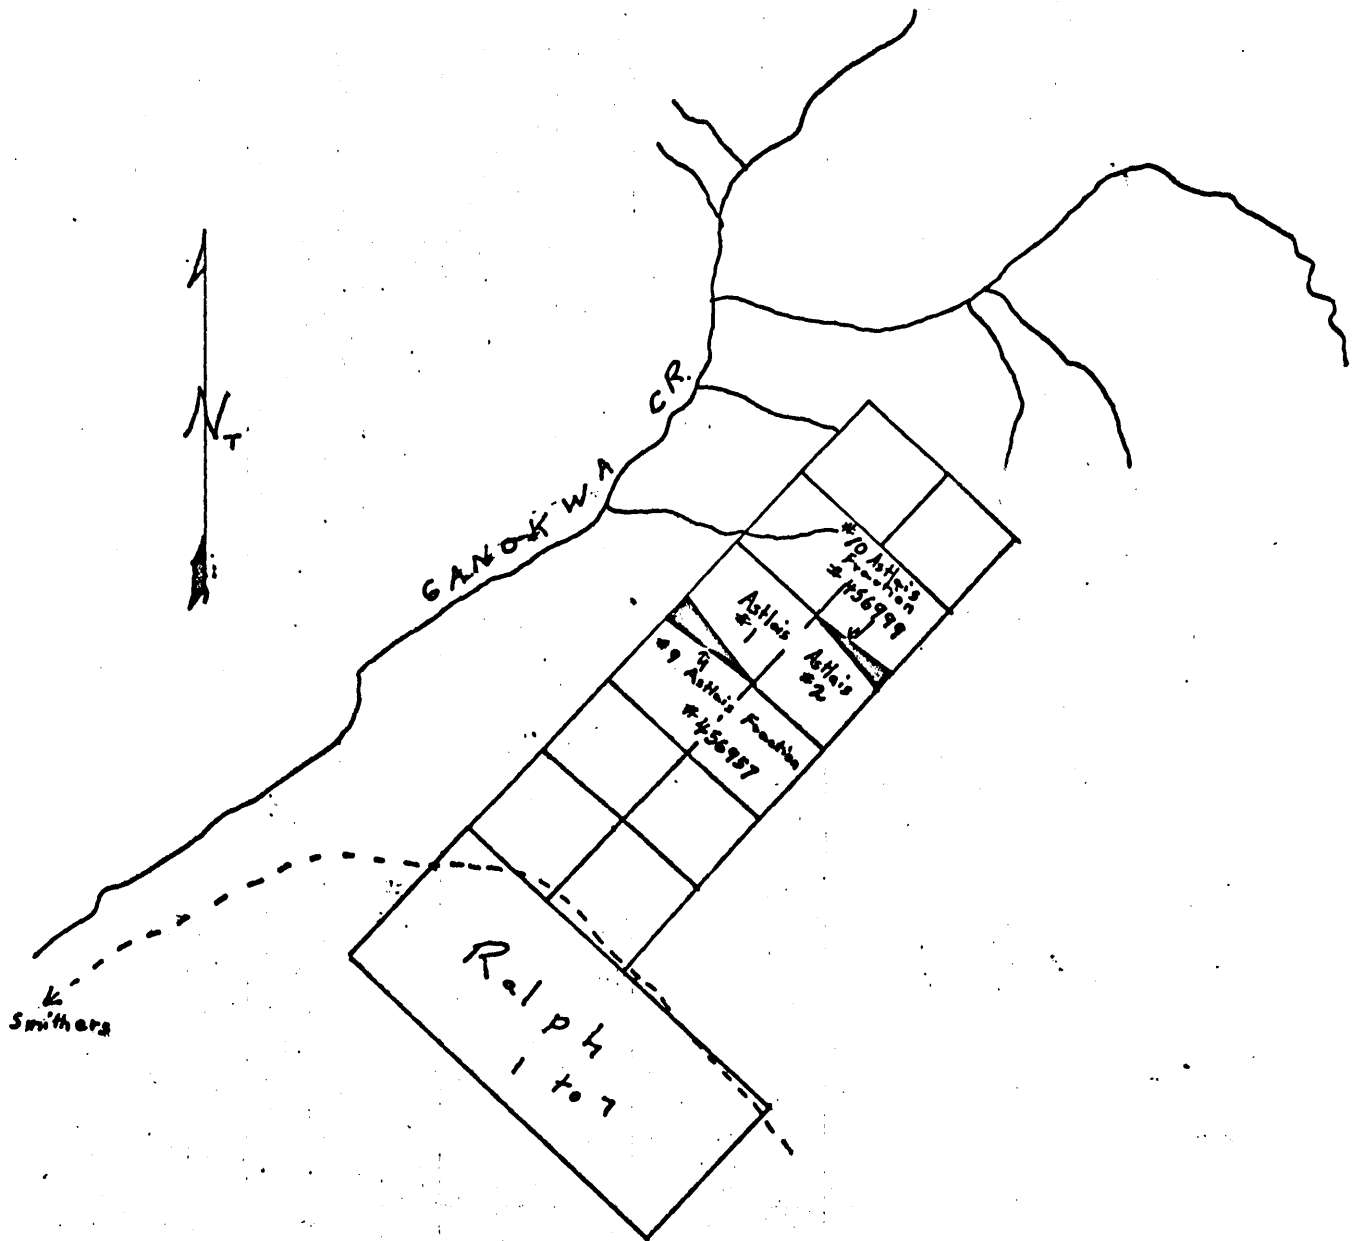 N
T
GANOKWA CR.
#10 Astlais
Fraction
#456999
Astlais
#1
Astlais
#2
#9 Astlais Fraction
#456957
Smithers
Ralph
1 to 7